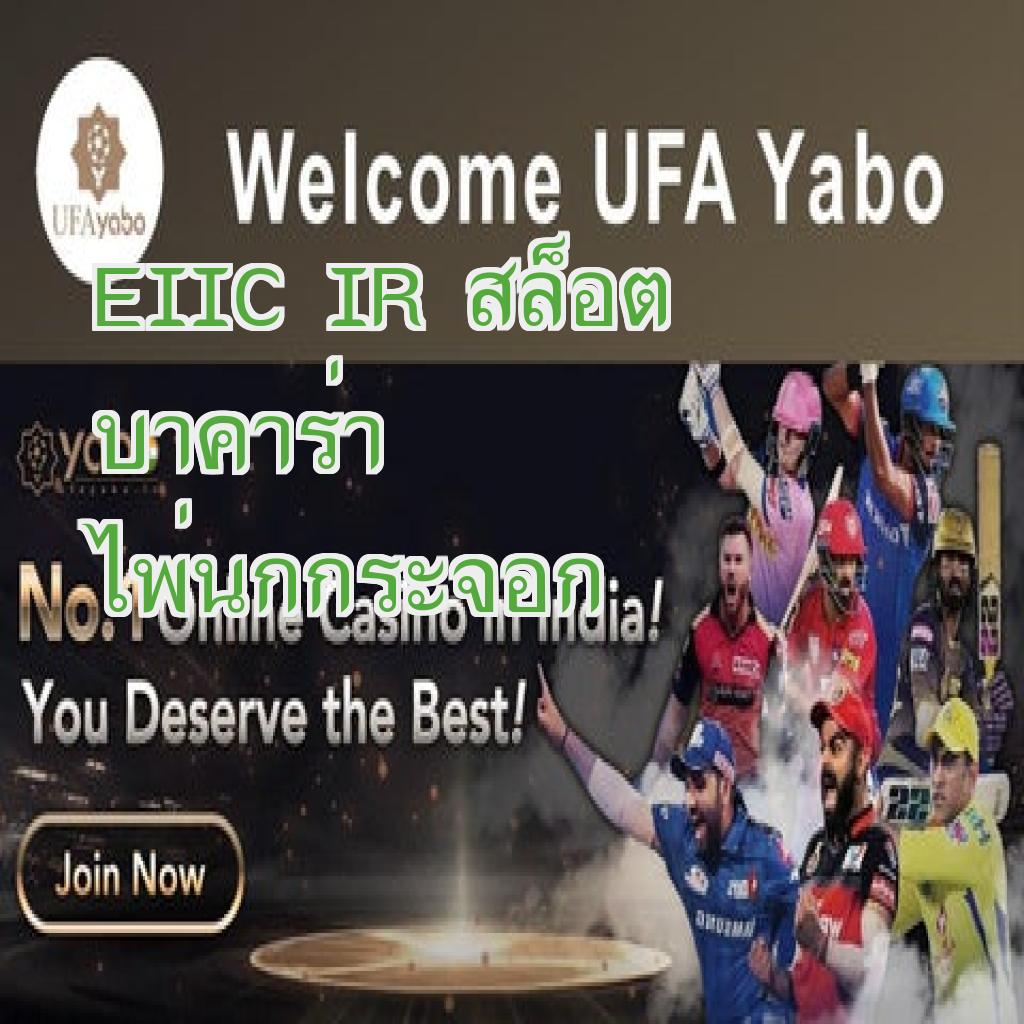 UFAyabo
Welcome UFA Yabo
EIIC IR สล็อต
บาคาร่า
ไพ่นกกระจอก
No.1 Online Casino in India!
You Deserve the Best!
Join Now
22